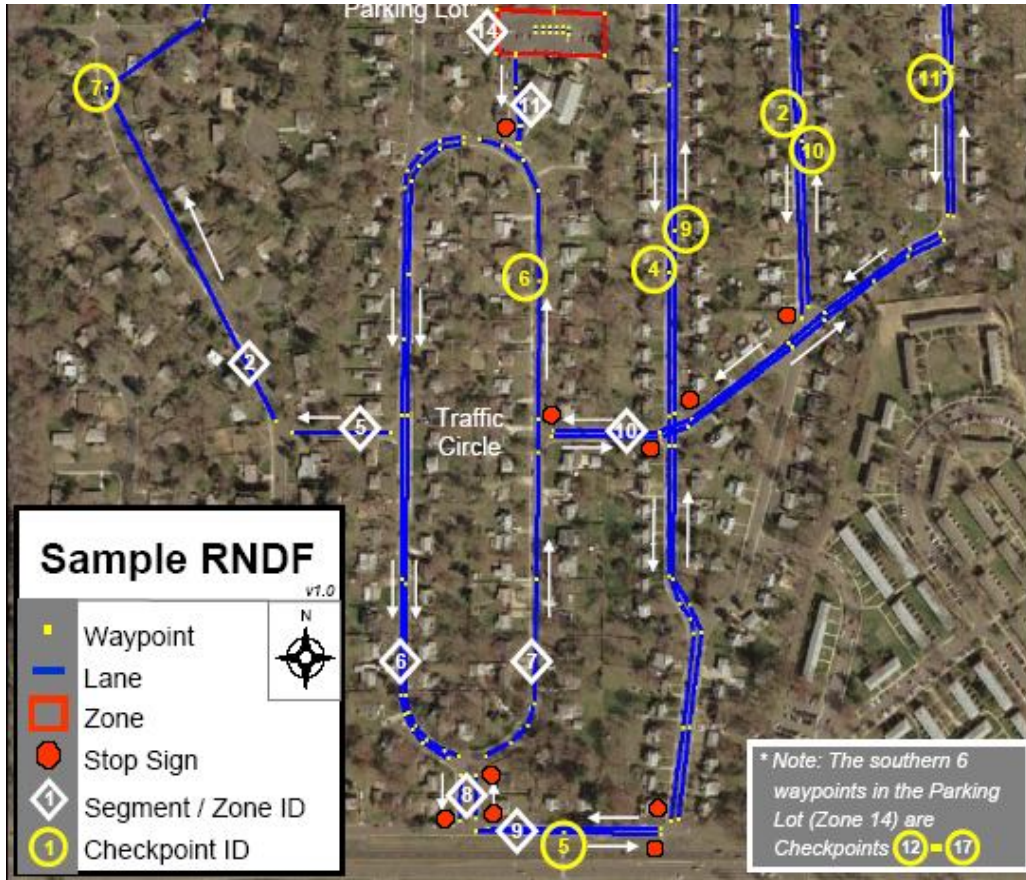 Parking Lot*
14
7
11
11
2
10
9
4
6
2
Traffic
Circle
5
10
Sample RNDF
v1.0
N
Waypoint
Lane
Zone
Stop Sign
1 Segment / Zone ID
1 Checkpoint ID
6
7
8
9
5
* Note: The southern 6
waypoints in the Parking
Lot (Zone 14) are
Checkpoints 12 - 17